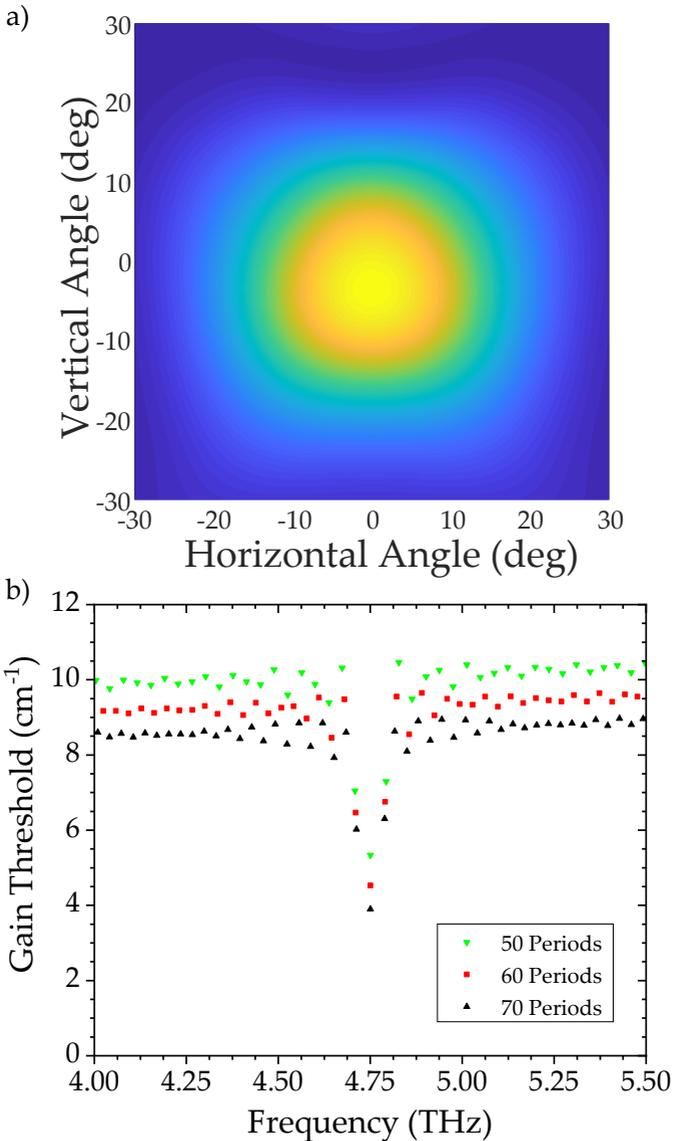 a)
30
20
10
0
-10
-20
-30
Vertical Angle (deg)
-30 -20 -10 0 10 20 30
Horizontal Angle (deg)
b)
12
10
8
6
4
2
0
Gain Threshold (cm-1)
50 Periods
60 Periods
70 Periods
4.00 4.25 4.50 4.75 5.00 5.25 5.50
Frequency (THz)